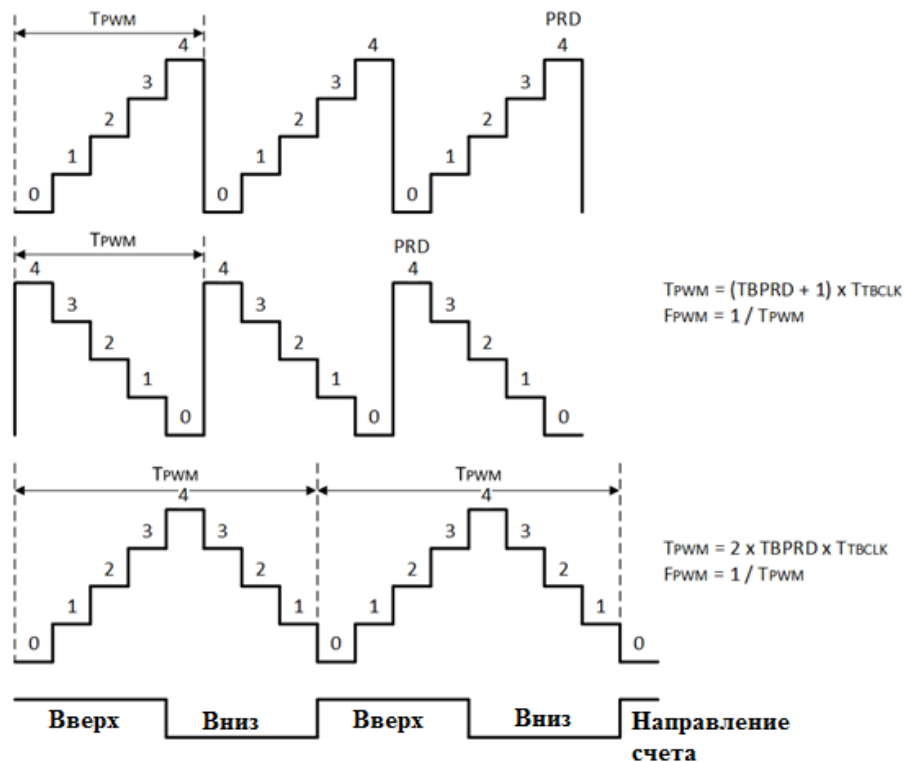 TPWM
PRD
4 4 4
3 3 3
2 2 2
1 1 1
0 0 0
TPWM
PRD
4 4 4
3 3 3
2 2 2
1 1 1
0 0 0
TPWM = (TBPRD + 1) x TTBCLK
FPWM = 1 / TPWM
TPWM TPWM
4 4
3 3 3 3
2 2 2 2
1 1 1 1
0 0 0
TPWM = 2 x TBPRD x TTBCLK
FPWM = 1 / TPWM
Вверх Вниз Вверх Вниз Направление
счета